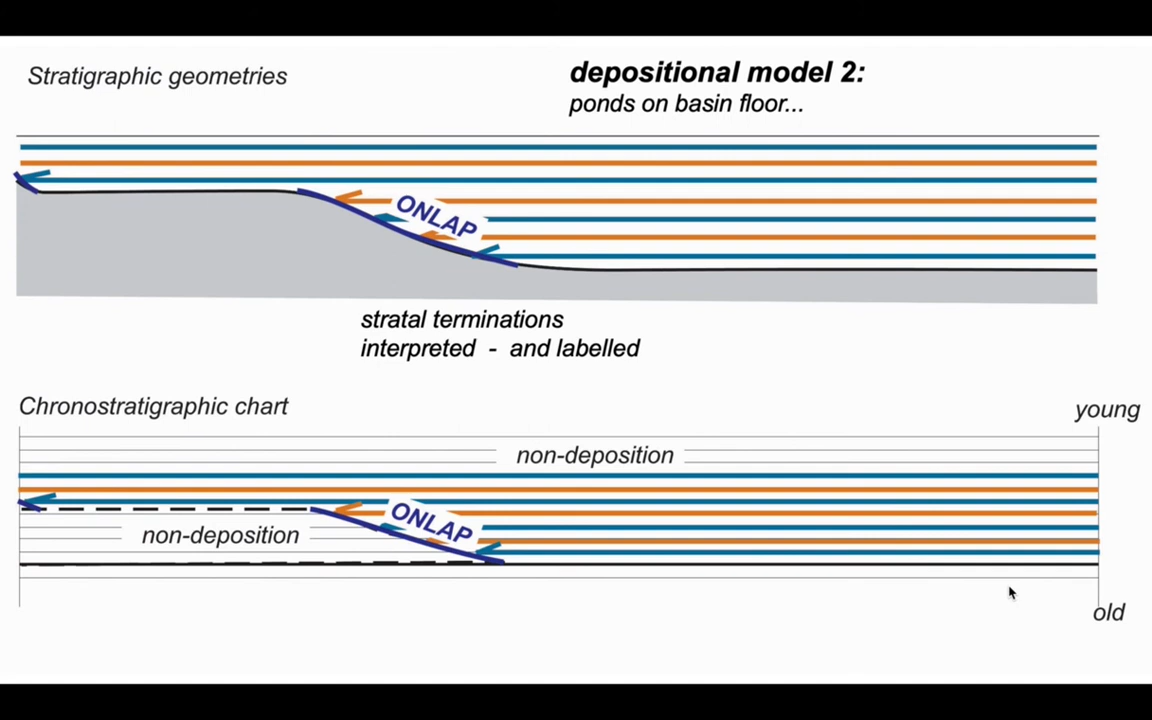 Stratigraphic geometries
depositional model 2:
ponds on basin floor...
ONLAP
stratal terminations
interpreted - and labelled
Chronostratigraphic chart
young
non-deposition
ONLAP
non-deposition
old